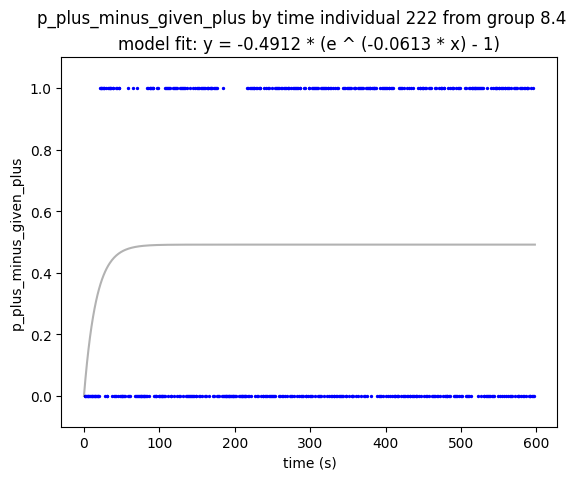 p_plus_minus_given_plus by time individual 222 from group 8.4
model fit: y = -0.4912 * (e ^ (-0.0613 * x) - 1)
p_plus_minus_given_plus
1.0
0.8
0.6
0.4
0.2
0.0
0 100 200 300 400 500 600
time (s)